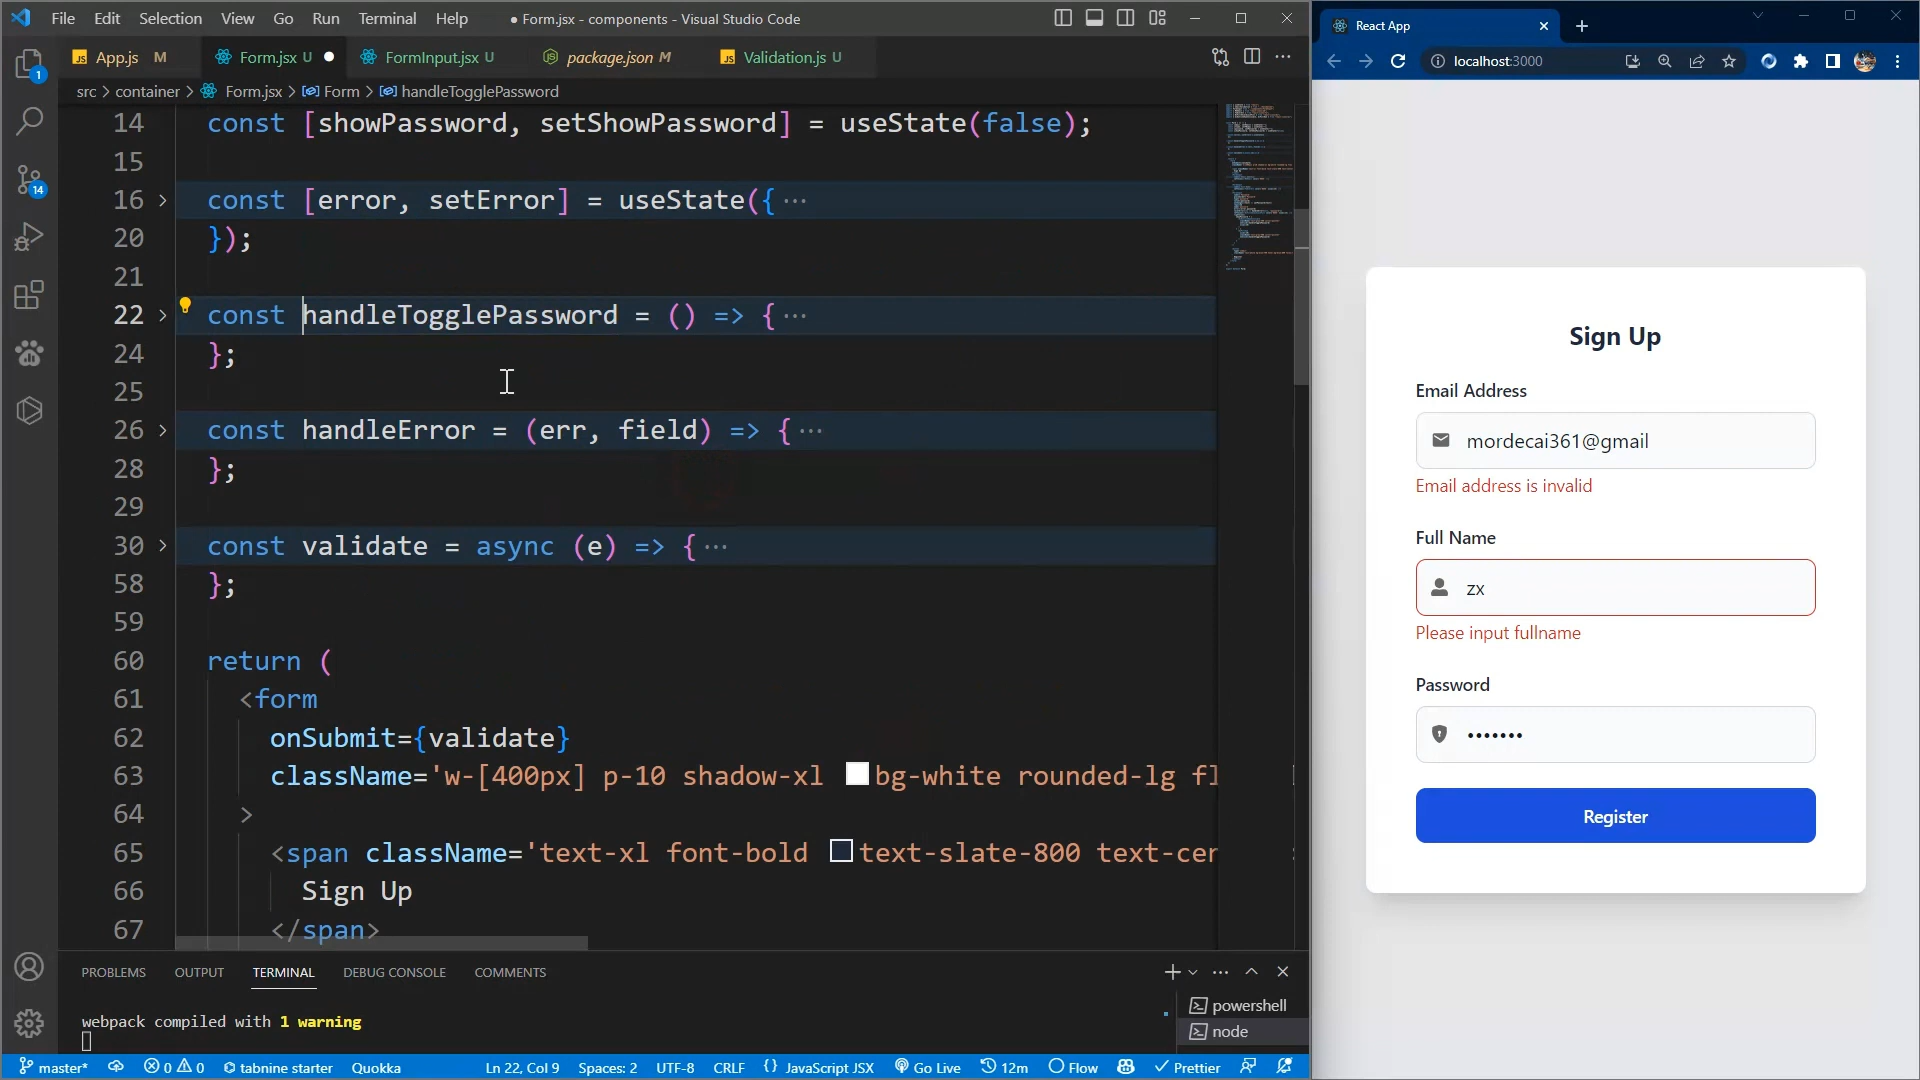 File Edit Selection View Go Run Terminal Help
● Form.jsx - components - Visual Studio Code
App.js M
Form.jsx U
FormInput.jsx U
package.json M
Validation.js U
src > container > Form.jsx > Form > handleTogglePassword
14 const [showPassword, setShowPassword] = useState(false);
15
16 const [error, setError] = useState({ ···
20 });
21
22 const handleTogglePassword = () => { ···
24 };
25
26 const handleError = (err, field) => { ···
28 };
29
30 const validate = async (e) => { ···
58 };
59
60 return (
61 <form
62 onSubmit={validate}
63 className='w-[400px] p-10 shadow-xl bg-white rounded-lg fl
64 >
65 <span className='text-xl font-bold text-slate-800 text-cer
66 Sign Up
67 </span>
1
14
PROBLEMS OUTPUT TERMINAL DEBUG CONSOLE COMMENTS
webpack compiled with 1 warning
powershell
node
master* 0 0 tabnine starter Quokka Ln 22, Col 9 Spaces: 2 UTF-8 CRLF {} JavaScript JSX Go Live 12m Flow Prettier
React App
localhost:3000
Sign Up
Email Address
mordecai361@gmail
Email address is invalid
Full Name
zx
Please input fullname
Password
•••••••
Register